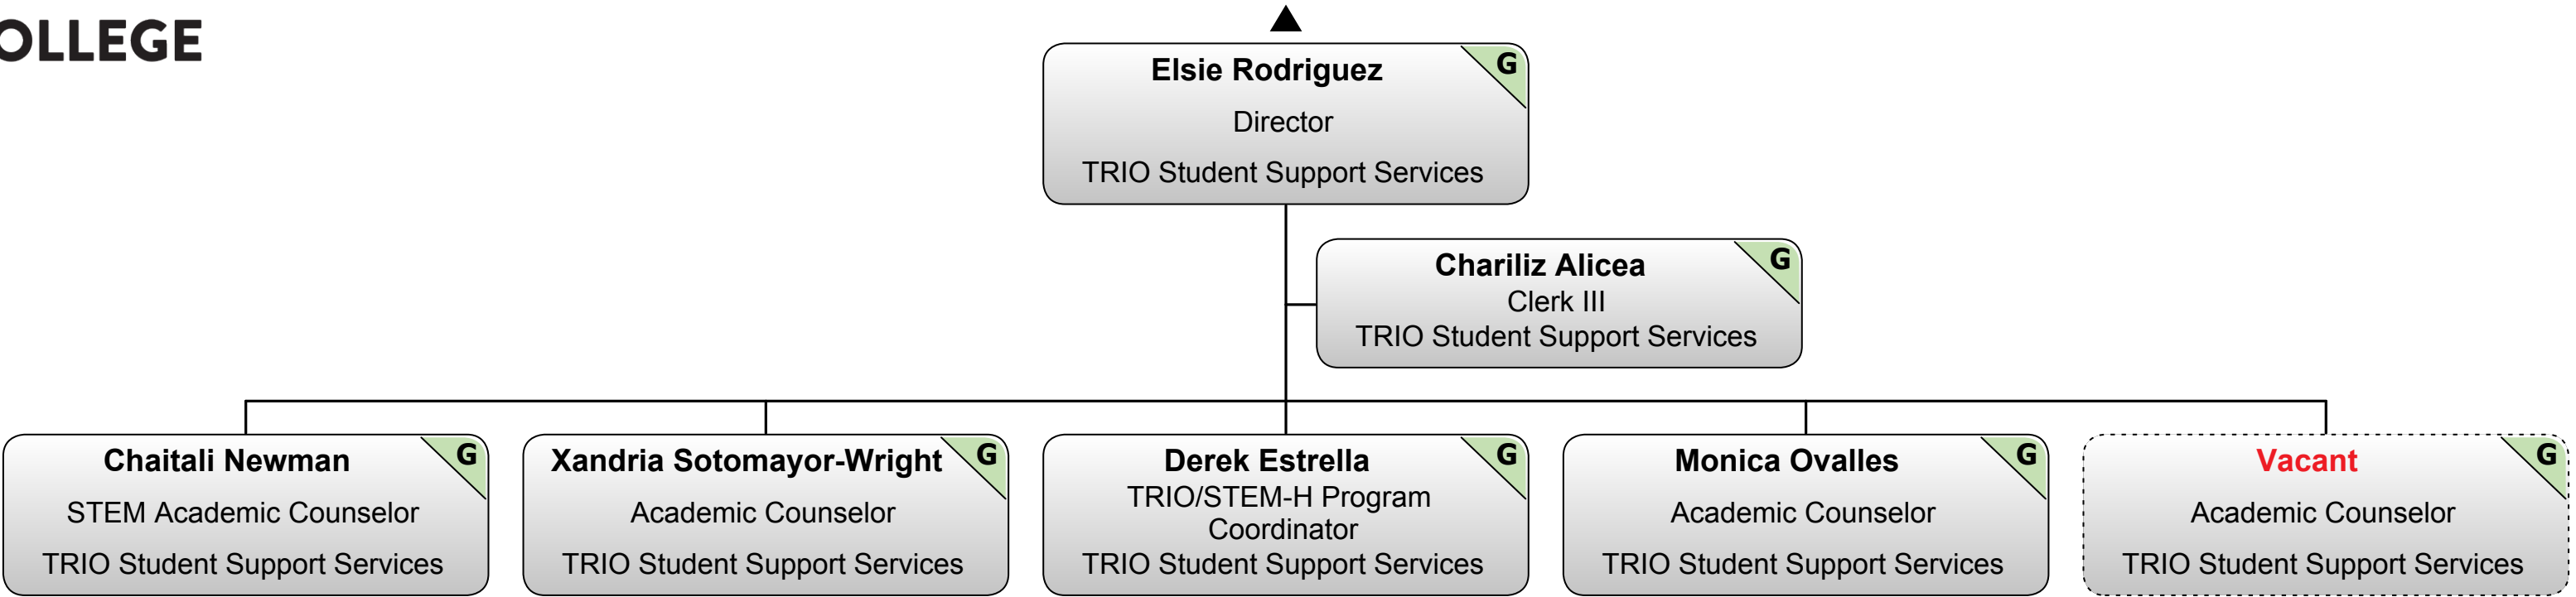 OLLEGE
G
Elsie Rodriguez
Director
TRIO Student Support Services
G
Chariliz Alicea
Clerk III
TRIO Student Support Services
G
Chaitali Newman
STEM Academic Counselor
TRIO Student Support Services
G
Xandria Sotomayor-Wright
Academic Counselor
TRIO Student Support Services
G
Derek Estrella
TRIO/STEM-H Program
Coordinator
TRIO Student Support Services
G
Monica Ovalles
Academic Counselor
TRIO Student Support Services
G
Vacant
Academic Counselor
TRIO Student Support Services